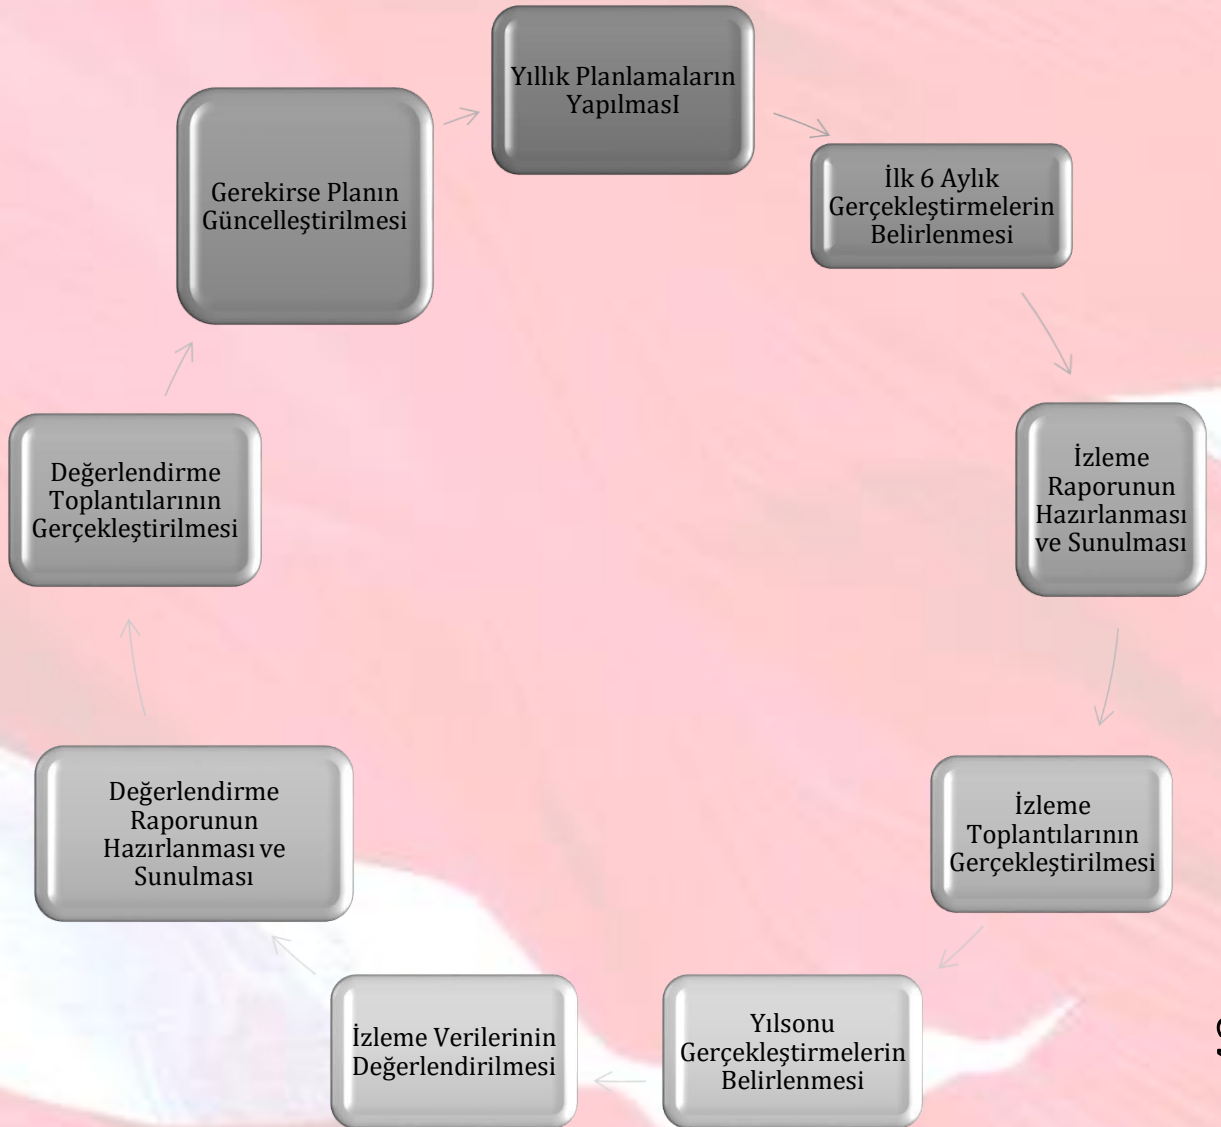 Yıllık Planlamaların
YapılmasI
İlk 6 Aylık
Gerçekleştirmelerin
Belirlenmesi
İzleme
Raporunun
Hazırlanması
ve Sunulması
İzleme
Toplantılarının
Gerçekleştirilmesi
Yılsonu
Gerçekleştirmelerin
Belirlenmesi
İzleme Verilerinin
Değerlendirilmesi
Değerlendirme
Raporunun
Hazırlanması ve
Sunulması
Değerlendirme
Toplantılarının
Gerçekleştirilmesi
Gerekirse Planın
Güncelleştirilmesi